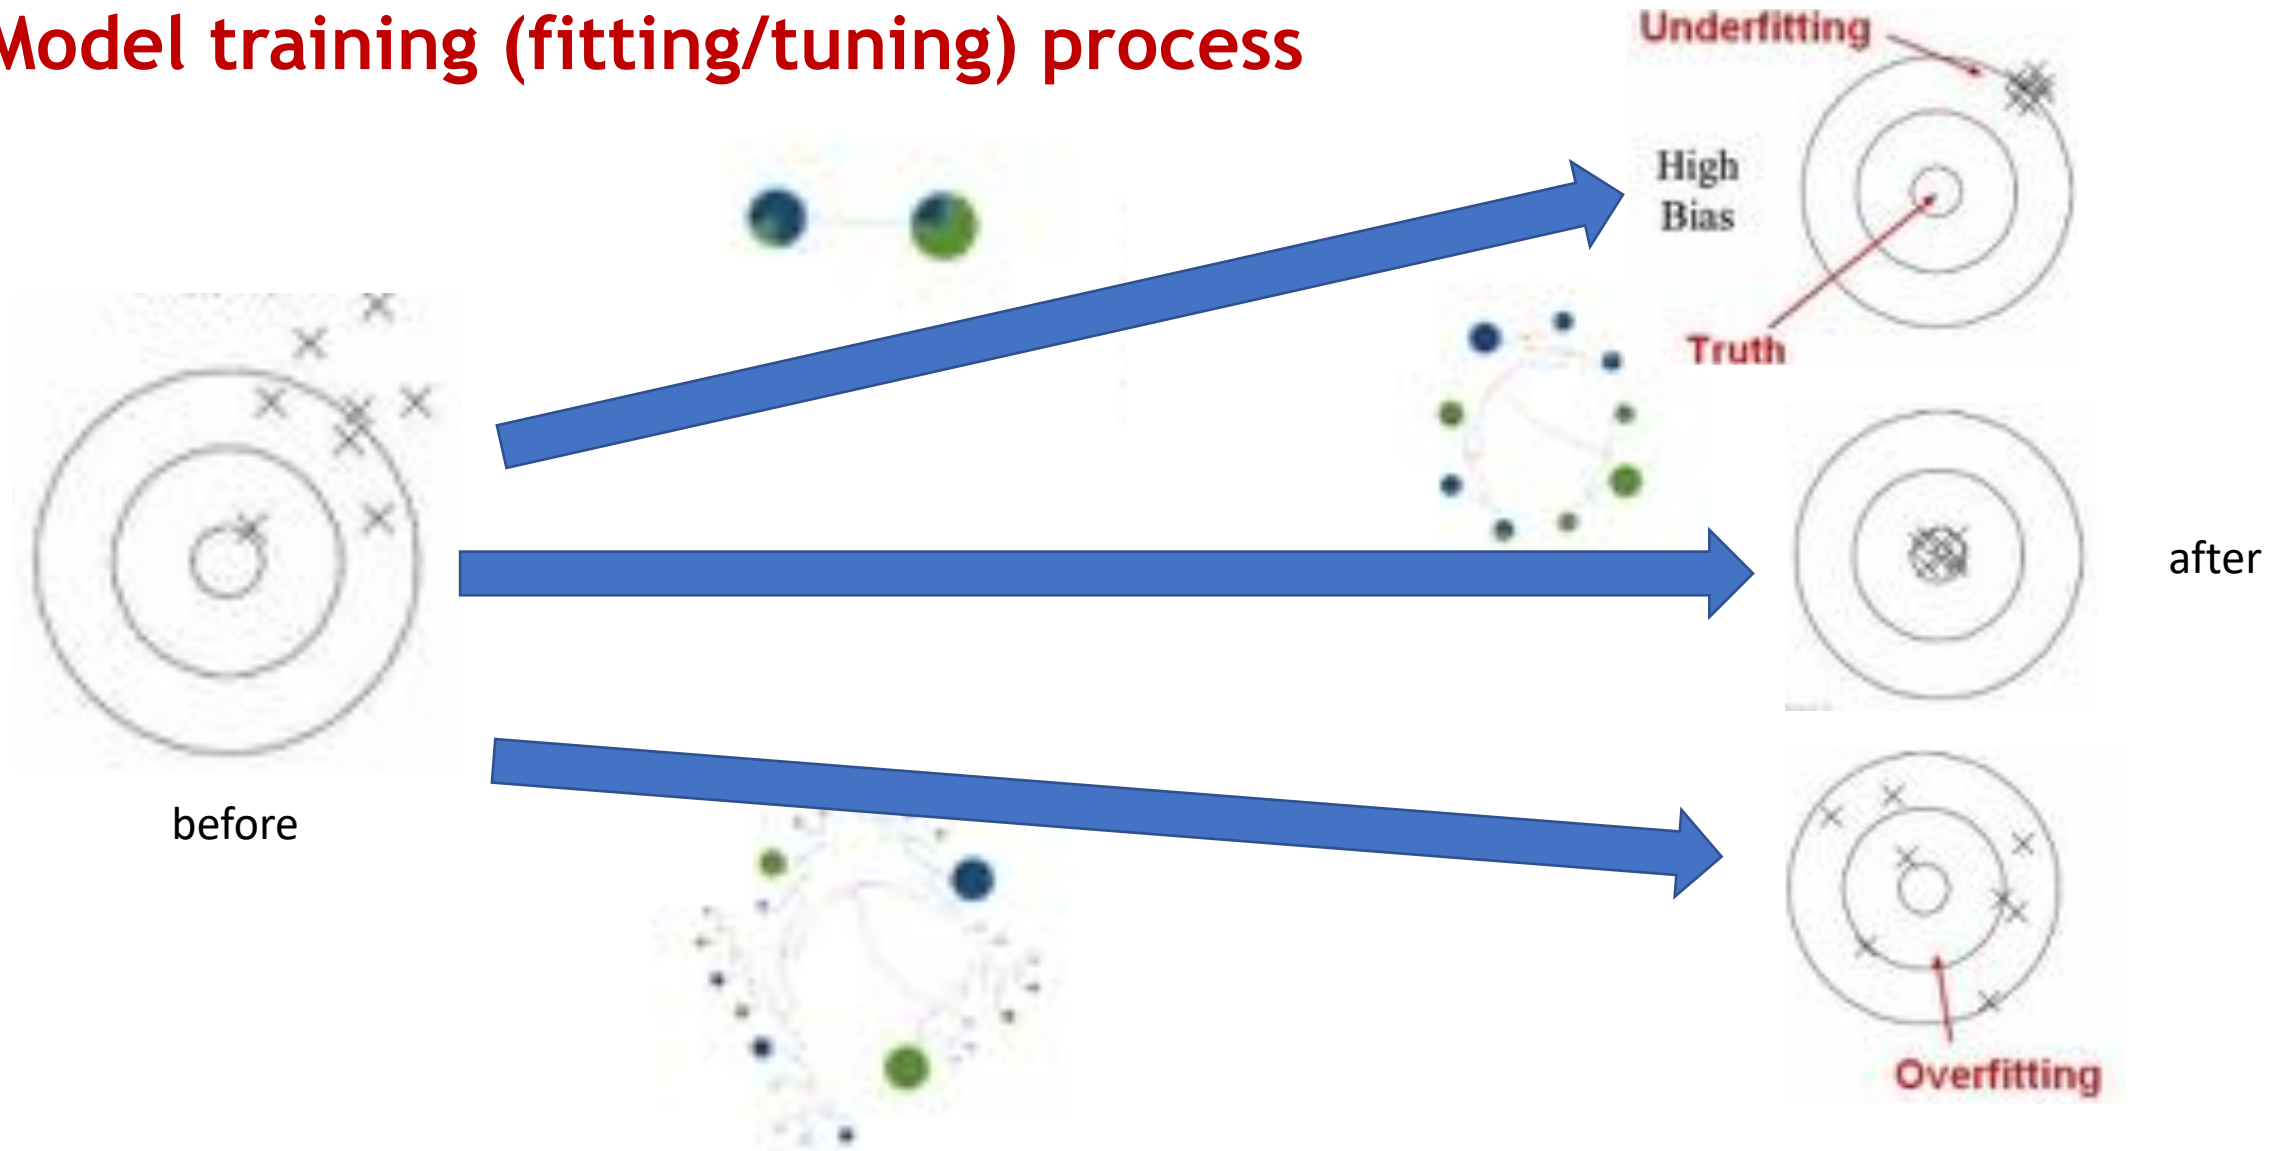 Model training (fitting/tuning) process
Underfitting
High
Bias
Truth
after
before
Overfitting